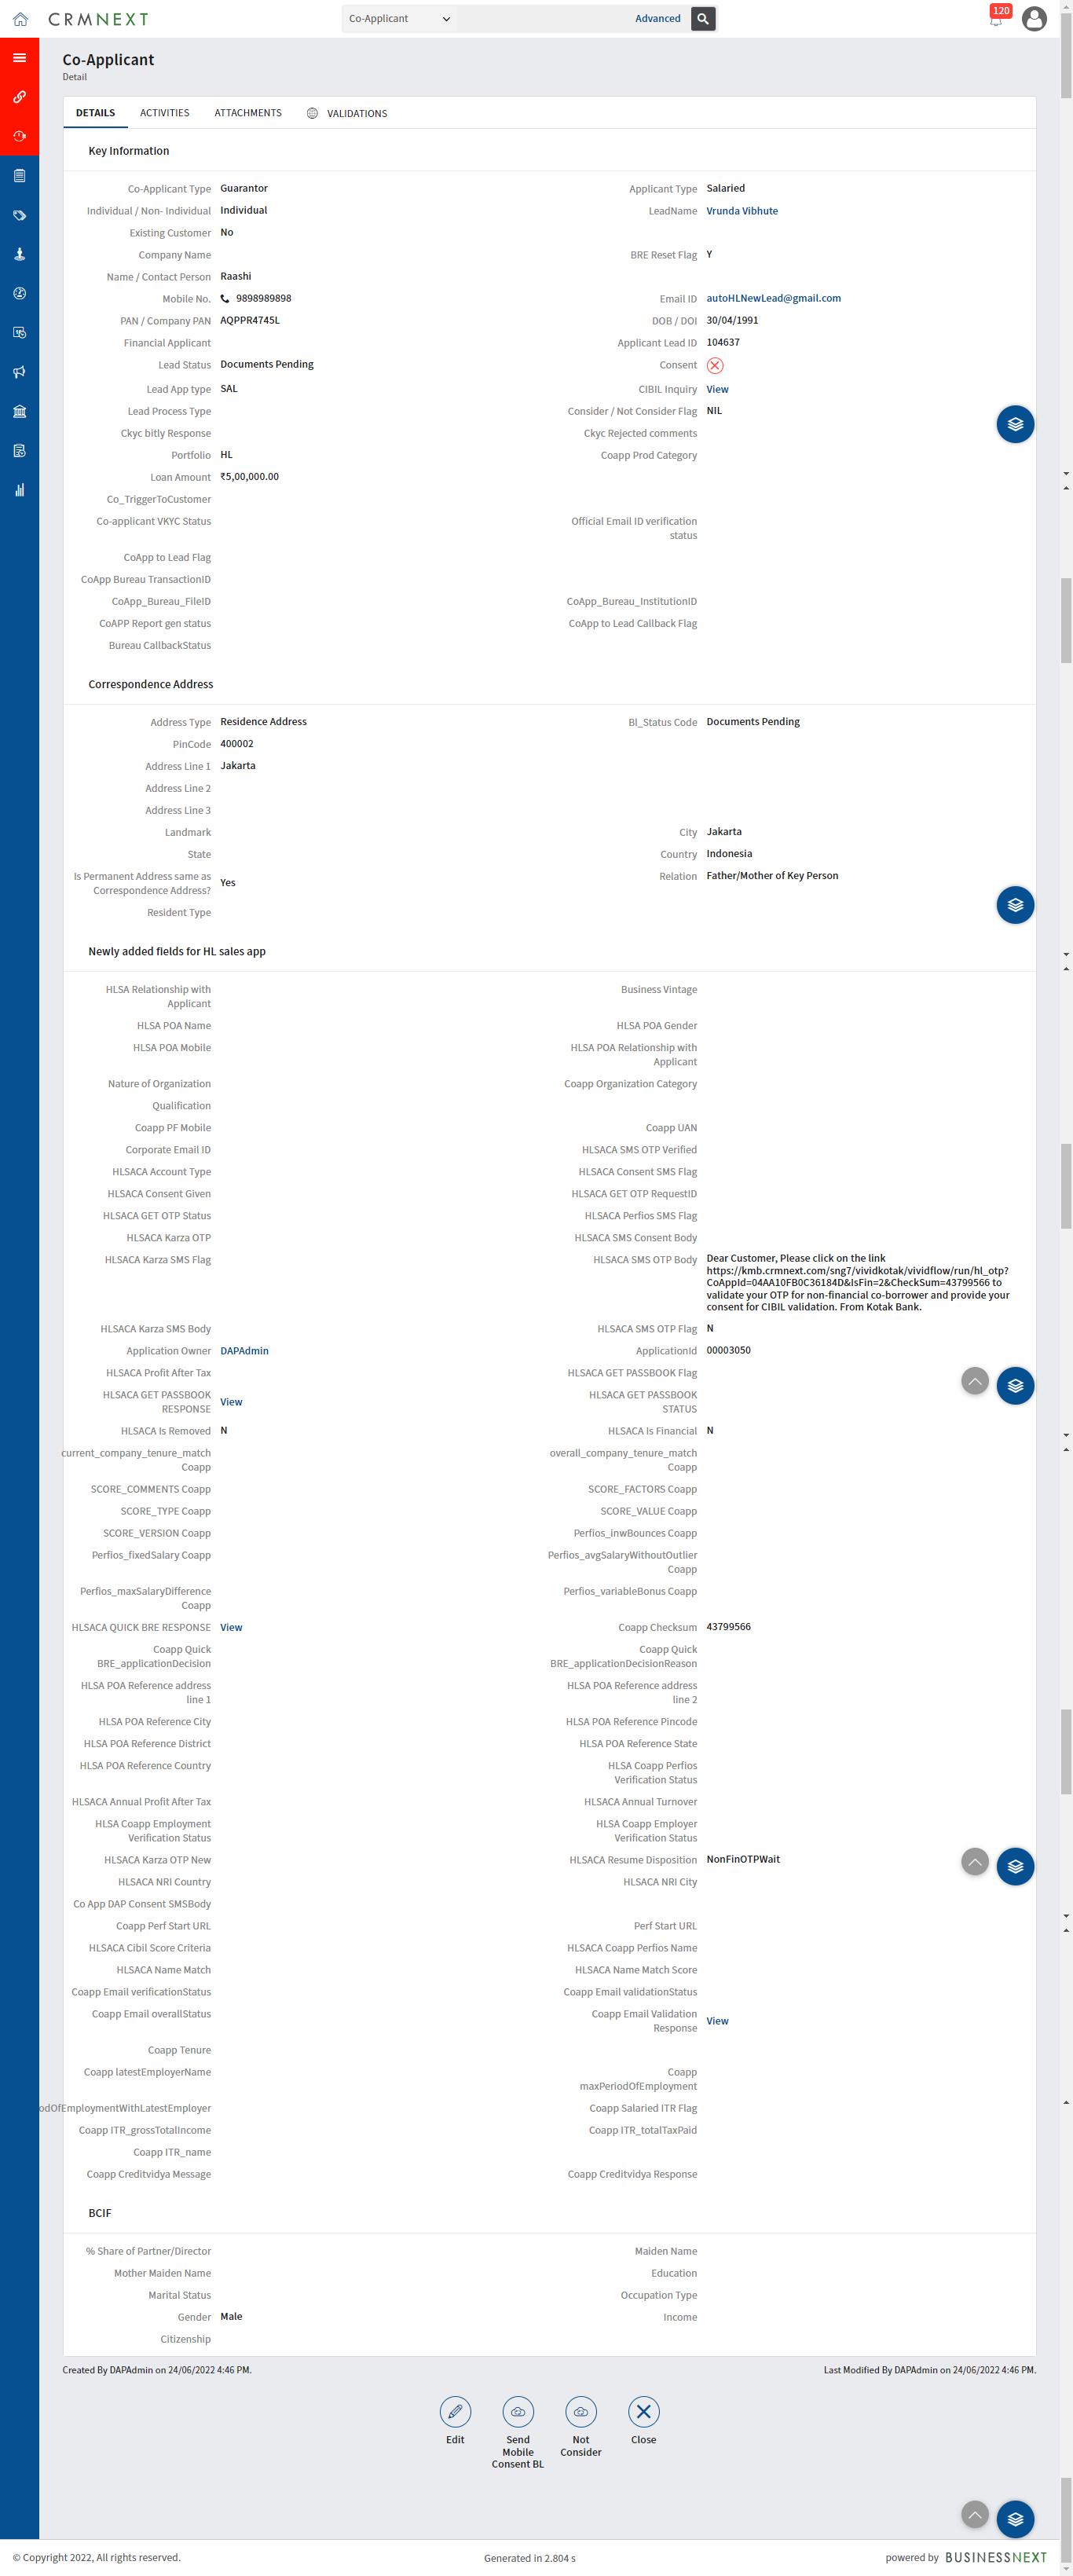 CRMNEXT
Co-Applicant
Advanced
120
Co-Applicant
Detail
DETAILS ACTIVITIES ATTACHMENTS VALIDATIONS
Key Information
Co-Applicant Type Guarantor Applicant Type Salaried
Individual / Non- Individual Individual LeadName Vrunda Vibhute
Existing Customer No
Company Name BRE Reset Flag Y
Name / Contact Person Raashi
Mobile No. 9898989898 Email ID autoHLNewLead@gmail.com
PAN / Company PAN AQPPR4745L DOB / DOI 30/04/1991
Financial Applicant Applicant Lead ID 104637
Lead Status Documents Pending Consent
Lead App type SAL CIBIL Inquiry View
Lead Process Type Consider / Not Consider Flag NIL
Ckyc bitly Response Ckyc Rejected comments
Portfolio HL Coapp Prod Category
Loan Amount ₹5,00,000.00
Co_TriggerToCustomer
Co-applicant VKYC Status Official Email ID verification
status
CoApp to Lead Flag
CoApp Bureau TransactionID
CoApp_Bureau_FileID CoApp_Bureau_InstitutionID
CoAPP Report gen status CoApp to Lead Callback Flag
Bureau CallbackStatus
Correspondence Address
Address Type Residence Address Bl_Status Code Documents Pending
PinCode 400002
Address Line 1 Jakarta
Address Line 2
Address Line 3
Landmark City Jakarta
State Country Indonesia
Is Permanent Address same as Relation Father/Mother of Key Person
Correspondence Address? Yes
Resident Type
Newly added fields for HL sales app
HLSA Relationship with Business Vintage
Applicant
HLSA POA Name HLSA POA Gender
HLSA POA Mobile HLSA POA Relationship with
Applicant
Nature of Organization Coapp Organization Category
Qualification
Coapp PF Mobile Coapp UAN
Corporate Email ID HLSACA SMS OTP Verified
HLSACA Account Type HLSACA Consent SMS Flag
HLSACA Consent Given HLSACA GET OTP RequestID
HLSACA GET OTP Status HLSACA Perfios SMS Flag
HLSACA Karza OTP HLSACA SMS Consent Body
HLSACA Karza SMS Flag HLSACA SMS OTP Body Dear Customer, Please click on the link
https://kmb.crmnext.com/sng7/vividkotak/vividflow/run/hl_otp?
CoAppId=04AA10FB0C36184D&IsFin=2&CheckSum=43799566 to
validate your OTP for non-financial co-borrower and provide your
consent for CIBIL validation. From Kotak Bank.
HLSACA Karza SMS Body HLSACA SMS OTP Flag N
Application Owner DAPAdmin ApplicationId 00003050
HLSACA Profit After Tax HLSACA GET PASSBOOK Flag
HLSACA GET PASSBOOK HLSACA GET PASSBOOK
RESPONSE View STATUS
HLSACA Is Removed N HLSACA Is Financial N
current_company_tenure_match overall_company_tenure_match
Coapp Coapp
SCORE_COMMENTS Coapp SCORE_FACTORS Coapp
SCORE_TYPE Coapp SCORE_VALUE Coapp
SCORE_VERSION Coapp Perfios_inwBounces Coapp
Perfios_fixedSalary Coapp Perfios_avgSalaryWithoutOutlier
Coapp
Perfios_maxSalaryDifference Perfios_variableBonus Coapp
Coapp
HLSACA QUICK BRE RESPONSE View Coapp Checksum 43799566
Coapp Quick Coapp Quick
BRE_applicationDecision BRE_applicationDecisionReason
HLSA POA Reference address HLSA POA Reference address
line 1 line 2
HLSA POA Reference City HLSA POA Reference Pincode
HLSA POA Reference District HLSA POA Reference State
HLSA POA Reference Country HLSA Coapp Perfios
Verification Status
HLSACA Annual Profit After Tax HLSACA Annual Turnover
HLSA Coapp Employment HLSA Coapp Employer
Verification Status Verification Status
HLSACA Karza OTP New HLSACA Resume Disposition NonFinOTPWait
HLSACA NRI Country HLSACA NRI City
Co App DAP Consent SMSBody
Coapp Perf Start URL Perf Start URL
HLSACA Cibil Score Criteria HLSACA Coapp Perfios Name
HLSACA Name Match HLSACA Name Match Score
Coapp Email verificationStatus Coapp Email validationStatus
Coapp Email overallStatus Coapp Email Validation
Response View
Coapp Tenure
Coapp latestEmployerName Coapp
maxPeriodOfEmployment
odOfEmploymentWithLatestEmployer Coapp Salaried ITR Flag
Coapp ITR_grossTotalIncome Coapp ITR_totalTaxPaid
Coapp ITR_name
Coapp Creditvidya Message Coapp Creditvidya Response
BCIF
% Share of Partner/Director Maiden Name
Mother Maiden Name Education
Marital Status Occupation Type
Gender Male Income
Citizenship
Created By DAPAdmin on 24/06/2022 4:46 PM. Last Modified By DAPAdmin on 24/06/2022 4:46 PM.
Edit Send Not Close
Mobile Consider
Consent BL
© Copyright 2022, All rights reserved. Generated in 2.804 s powered by BUSINESSNEXT